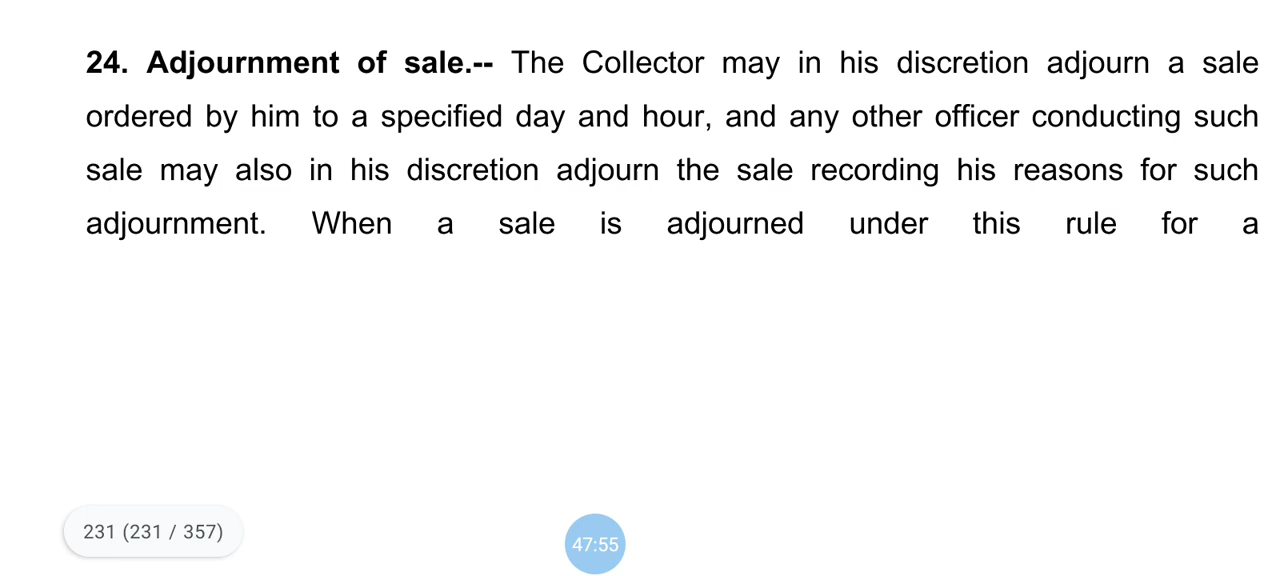 24. Adjournment of sale.-- The Collector may in his discretion adjourn a sale
ordered by him to a specified day and hour, and any other officer conducting such
sale may also in his discretion adjourn the sale recording his reasons for such
adjournment. When a sale is adjourned under this rule for a
231 (231 / 357)
47:55